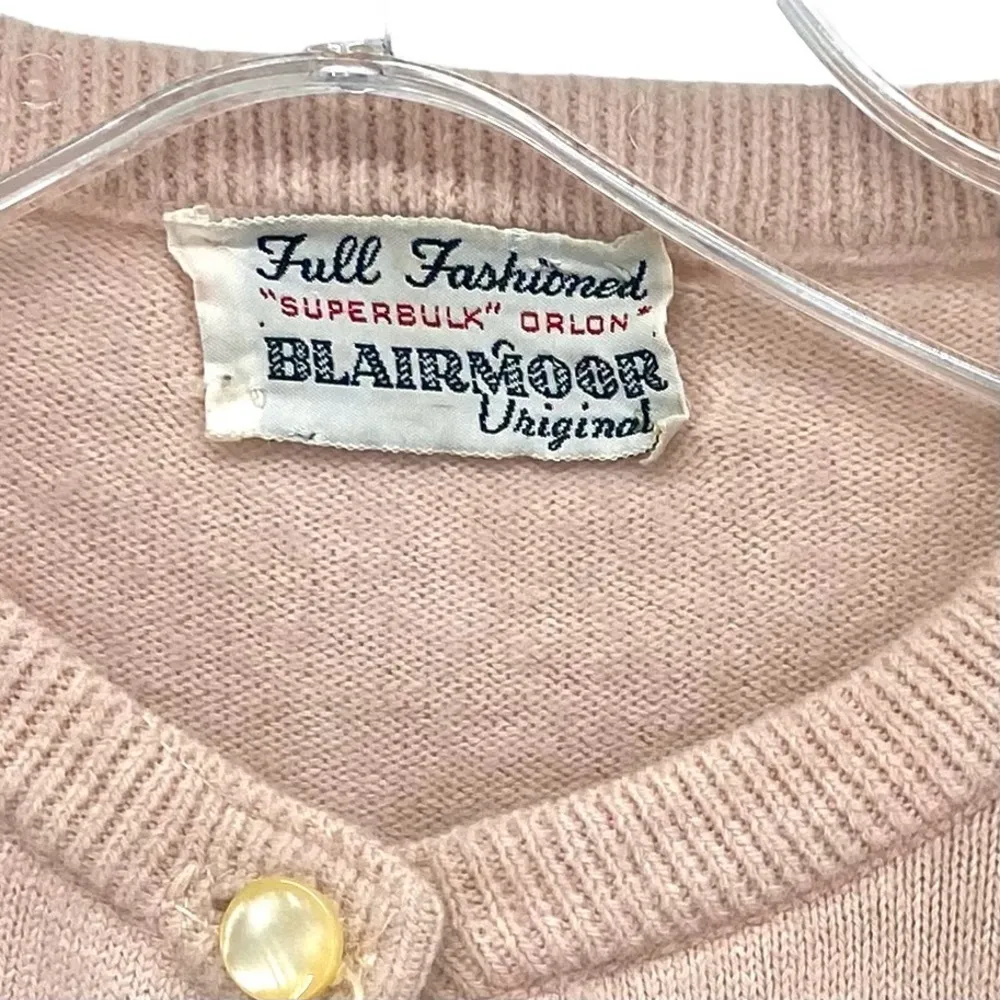 Full Fashioned
"SUPERBULK" ORLON*
BLAIRMOOR
Original